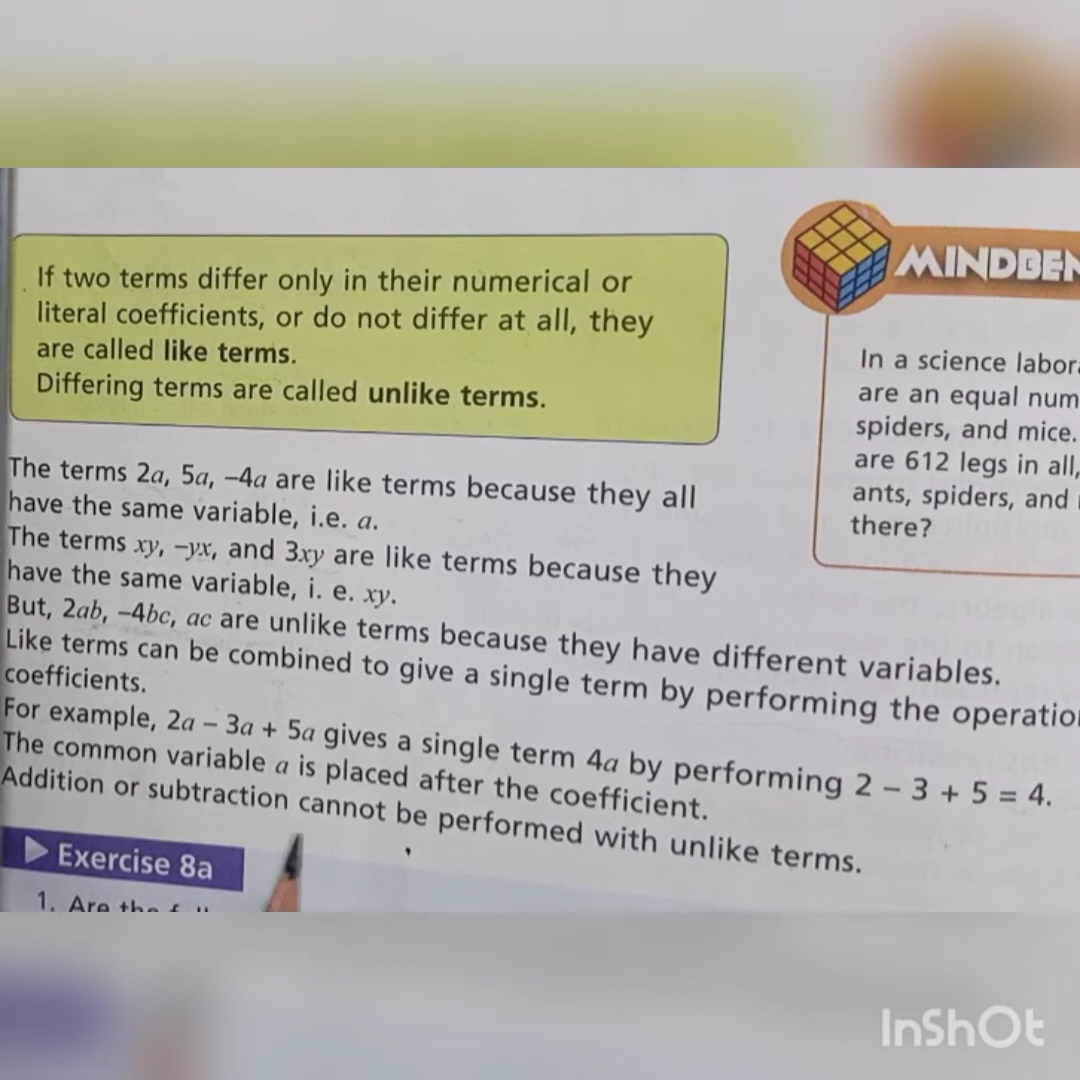 If two terms differ only in their numerical or
literal coefficients, or do not differ at all, they
are called like terms.
Differing terms are called unlike terms.
The terms 2a, 5a, –4a are like terms because they all
have the same variable, i.e. a.
The terms xy, –yx, and 3xy are like terms because they
have the same variable, i. e. xy.
But, 2ab, –4bc, ac are unlike terms because they have different variables.
Like terms can be combined to give a single term by performing the
coefficients.
For example, 2a – 3a + 5a gives a single term 4a by performing 2 – 3 + 5 = 4.
The common variable a is placed after the coefficient.
Addition or subtraction cannot be performed with unlike terms.
Exercise 8a
1. Are the
In a science
are an equal
spiders, and mice.
are 612 legs in all,
ants, spiders, and
there?
InShOt